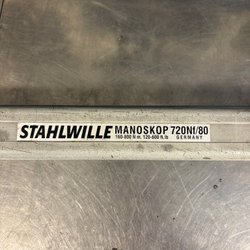 STAHLWILLE MANOSKOP 720Nf/80
160-800 N·m, 120-600 ft.lb GERMANY